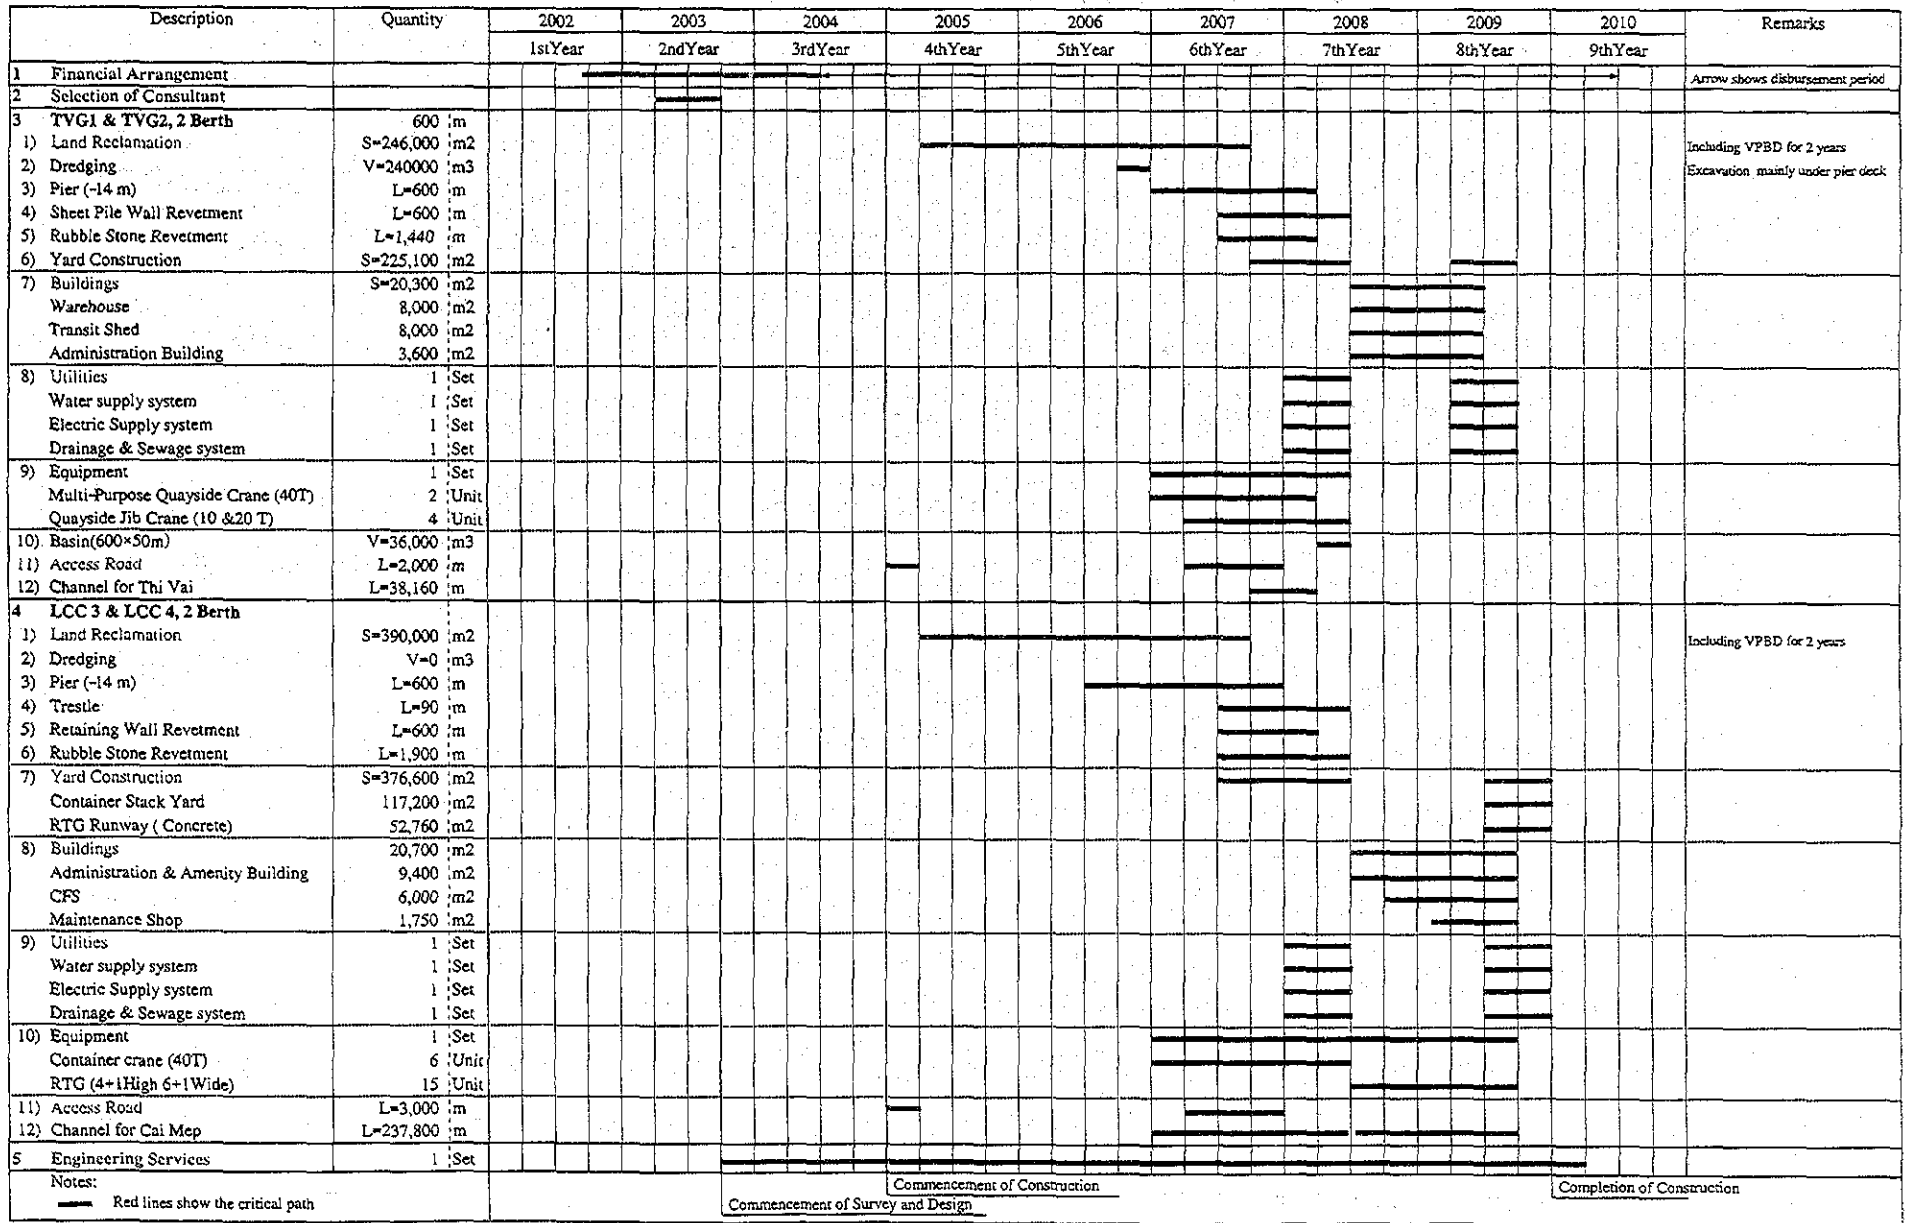 Description Quantity 2002 2003 2004 2005 2006 2007 2008 2009 2010 Remarks
1stYear 2ndYear 3rdYear 4thYear 5thYear 6thYear 7thYear 8thYear 9thYear
1 Financial Arrangement Arrow shows disbursement period
2 Selection of Consultant
3 TVG1 & TVG2, 2 Berth 600 m
1) Land Reclamation S=246,000 m2 Including VPBD for 2 years
2) Dredging V=240000 m3 Excavation mainly under pier deck
3) Pier (-14 m) L=600 m
4) Sheet Pile Wall Revetment L=600 m
5) Rubble Stone Revetment L=1,440 m
6) Yard Construction S=225,100 m2
7) Buildings S=20,300 m2
Warehouse 8,000 m2
Transit Shed 8,000 m2
Administration Building 3,600 m2
8) Utilities 1 Set
Water supply system 1 Set
Electric Supply system 1 Set
Drainage & Sewage system 1 Set
9) Equipment 1 Set
Multi-Purpose Quayside Crane (40T) 2 Unit
Quayside Jib Crane (10 &20 T) 4 Unit
10) Basin(600×50m) V=36,000 m3
11) Access Road L=2,000 m
12) Channel for Thi Vai L=38,160 m
4 LCC 3 & LCC 4, 2 Berth
1) Land Reclamation S=390,000 m2 Including VPBD for 2 years
2) Dredging V=0 m3
3) Pier (-14 m) L=600 m
4) Trestle L=90 m
5) Retaining Wall Revetment L=600 m
6) Rubble Stone Revetment L=1,900 m
7) Yard Construction S=376,600 m2
Container Stack Yard 117,200 m2
RTG Runway ( Concrete) 52,760 m2
8) Buildings 20,700 m2
Administration & Amenity Building 9,400 m2
CFS 6,000 m2
Maintenance Shop 1,750 m2
9) Utilities 1 Set
Water supply system 1 Set
Electric Supply system 1 Set
Drainage & Sewage system 1 Set
10) Equipment 1 Set
Container crane (40T) 6 Unit
RTG (4+1High 6+1Wide) 15 Unit
11) Access Road L=3,000 m
12) Channel for Cai Mep L=237,800 m
5 Engineering Services 1 Set
Notes: Commencement of Construction Completion of Construction
Red lines show the critical path Commencement of Survey and Design